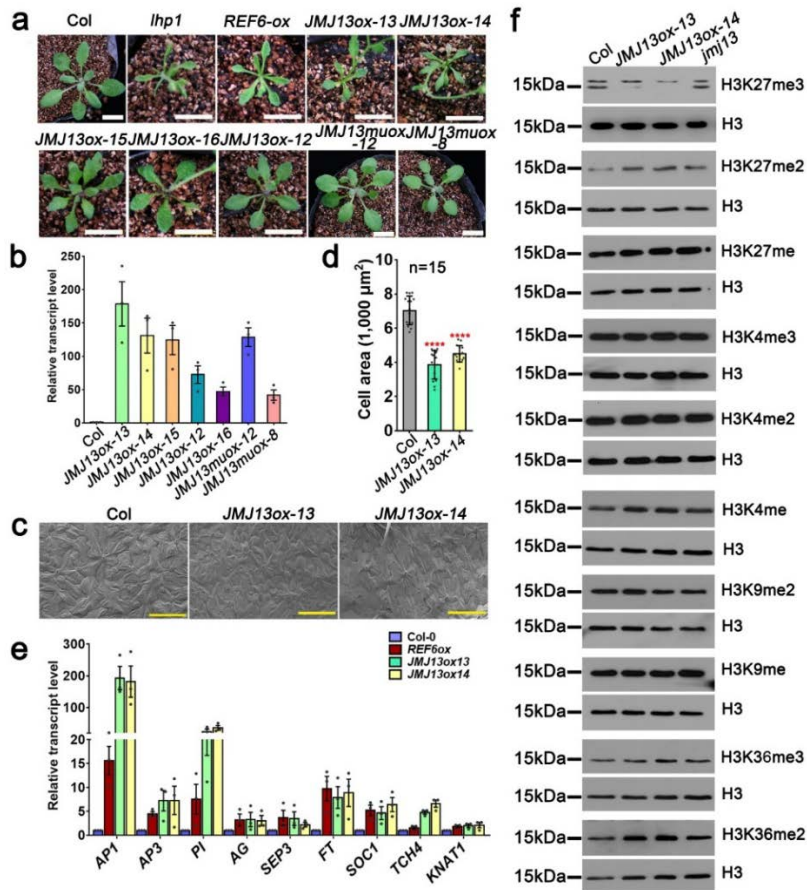 a
Col
lhp1
REF6-ox
JMJ13ox-13
JMJ13ox-14
JMJ13ox-15
JMJ13ox-16
JMJ13ox-12
JMJ13muox
-12
JMJ13muox
-8
b
Relative transcript level
250
200
150
100
50
0
Col
JMJ13ox-13
JMJ13ox-14
JMJ13ox-15
JMJ13ox-12
JMJ13ox-16
JMJ13muox-12
JMJ13muox-8
d
n=15
Cell area (1,000 µm²)
10
8
6
4
2
0
****
****
Col
JMJ13ox-13
JMJ13ox-14
c
Col
JMJ13ox-13
JMJ13ox-14
e
Col-0
REF6ox
JMJ13ox13
JMJ13ox14
Relative transcript level
300
200
100
25
20
15
10
5
0
AP1
AP3
PI
AG
SEP3
FT
SOC1
TCH4
KNAT1
f
Col
JMJ13ox-13
JMJ13ox-14
jmj13
15kDa H3K27me3
15kDa H3
15kDa H3K27me2
15kDa H3
15kDa H3K27me
15kDa H3
15kDa H3K4me3
15kDa H3
15kDa H3K4me2
15kDa H3
15kDa H3K4me
15kDa H3
15kDa H3K9me2
15kDa H3
15kDa H3K9me
15kDa H3
15kDa H3K36me3
15kDa H3
15kDa H3K36me2
15kDa H3